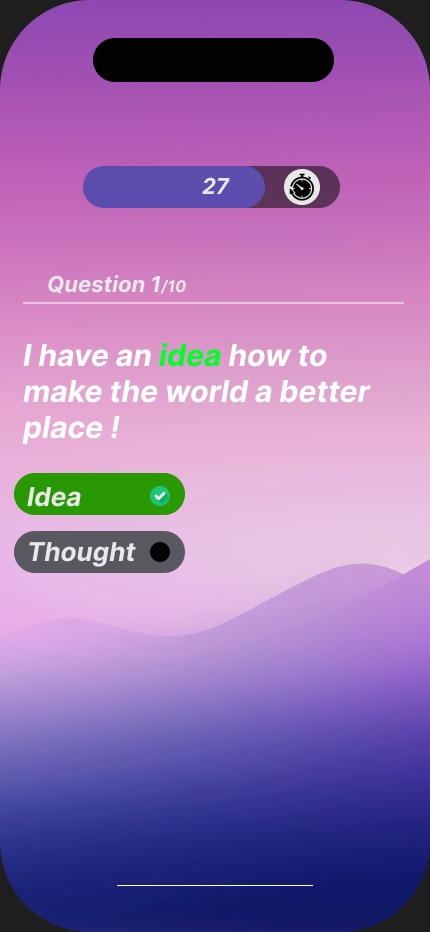 27
Question 1/10
I have an idea how to
make the world a better
place !
Idea
Thought